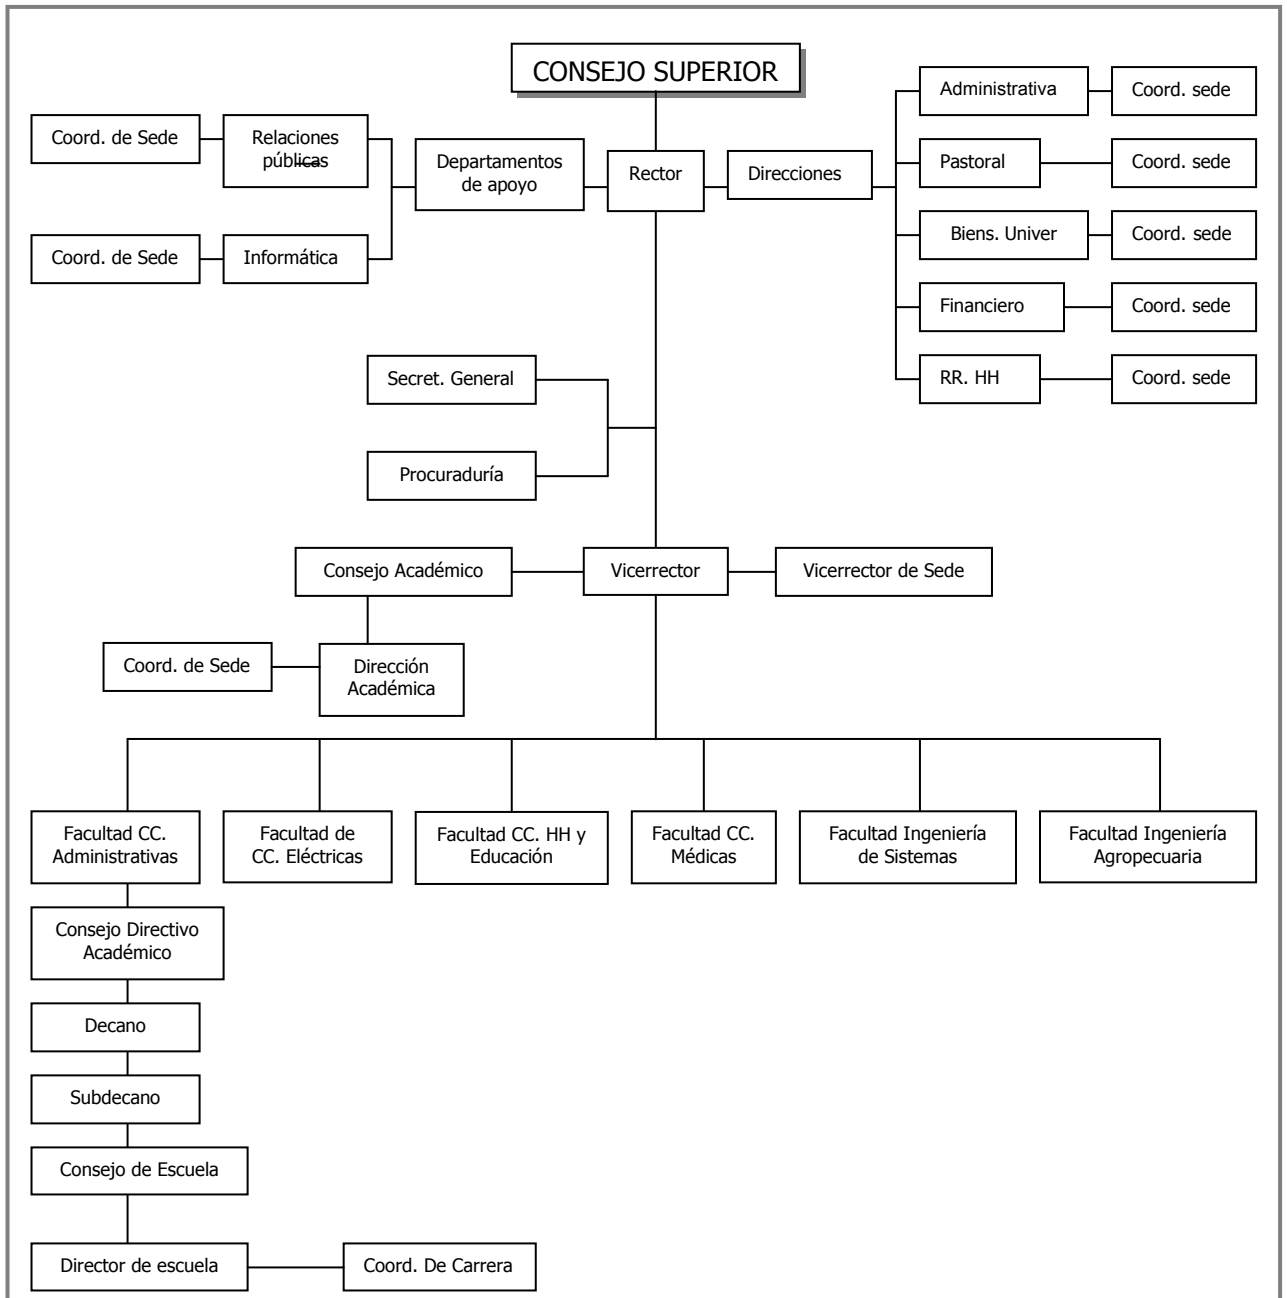 CONSEJO SUPERIOR
Administrativa
Coord. sede
Coord. de Sede
Relaciones
públicas
Departamentos
de apoyo
Rector
Direcciones
Pastoral
Coord. sede
Coord. de Sede
Informática
Biens. Univer
Coord. sede
Financiero
Coord. sede
Secret. General
RR. HH
Coord. sede
Procuraduría
Consejo Académico
Vicerrector
Vicerrector de Sede
Coord. de Sede
Dirección
Académica
Facultad CC.
Administrativas
Facultad de
CC. Eléctricas
Facultad CC. HH y
Educación
Facultad CC.
Médicas
Facultad Ingeniería
de Sistemas
Facultad Ingeniería
Agropecuaria
Consejo Directivo
Académico
Decano
Subdecano
Consejo de Escuela
Director de escuela
Coord. De Carrera